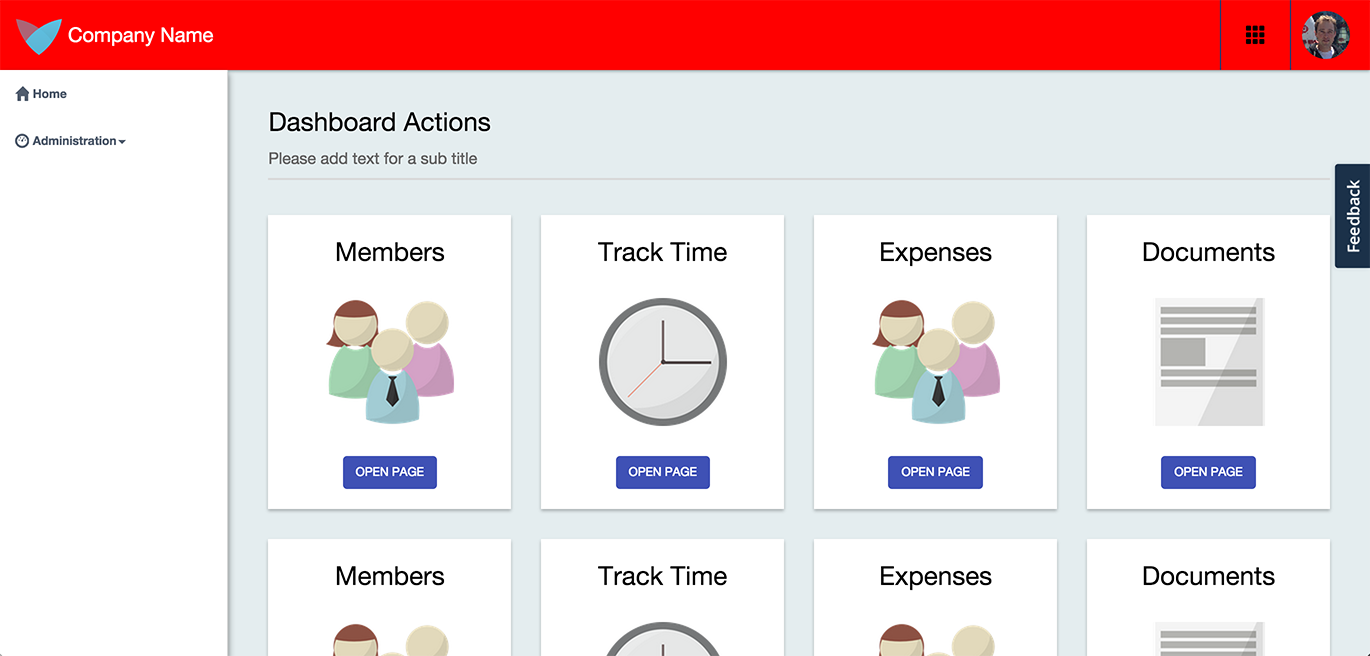 Company Name
Home
Administration
Dashboard Actions
Please add text for a sub title
Feedback
Members
Track Time
Expenses
Documents
OPEN PAGE
OPEN PAGE
OPEN PAGE
OPEN PAGE
Members
Track Time
Expenses
Documents